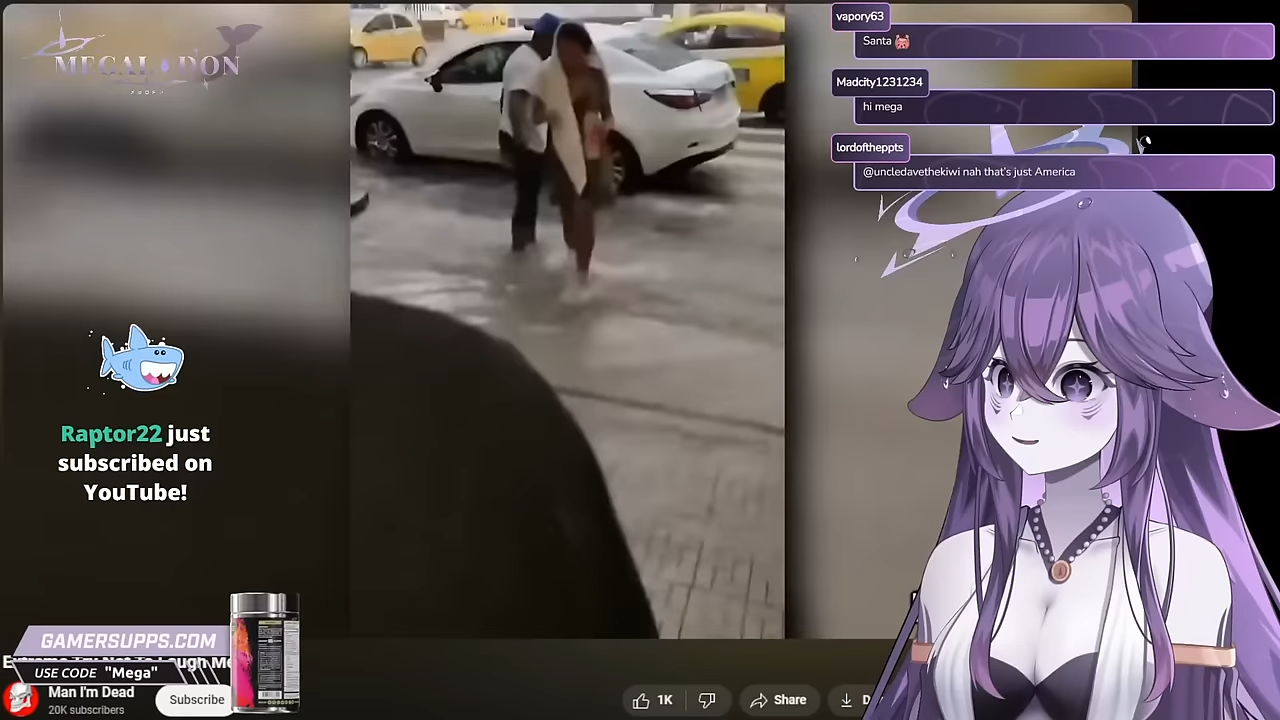 MEGALODON
vapory63
Santa
Madcity1231234
hi mega
lordoftheppts
@uncledavethekiwi nah that's just America
Raptor22 just
subscribed on
YouTube!
GAMERSUPPS.COM
USE CODE "Mega"
Man I'm Dead
20K subscribers
Subscribe
1K
Share
D